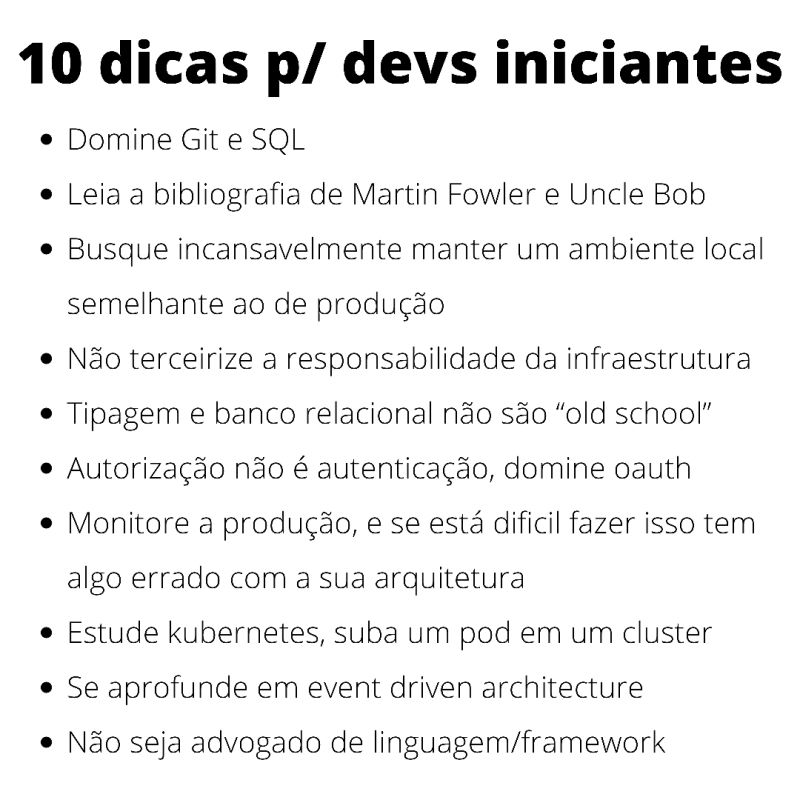 10 dicas p/ devs iniciantes
• Domine Git e SQL
• Leia a bibliografia de Martin Fowler e Uncle Bob
• Busque incansavelmente manter um ambiente local
semelhante ao de produção
• Não terceirize a responsabilidade da infraestrutura
• Tipagem e banco relacional não são “old school”
• Autorização não é autenticação, domine oauth
• Monitore a produção, e se está dificil fazer isso tem
algo errado com a sua arquitetura
• Estude kubernetes, suba um pod em um cluster
• Se aprofunde em event driven architecture
• Não seja advogado de linguagem/framework